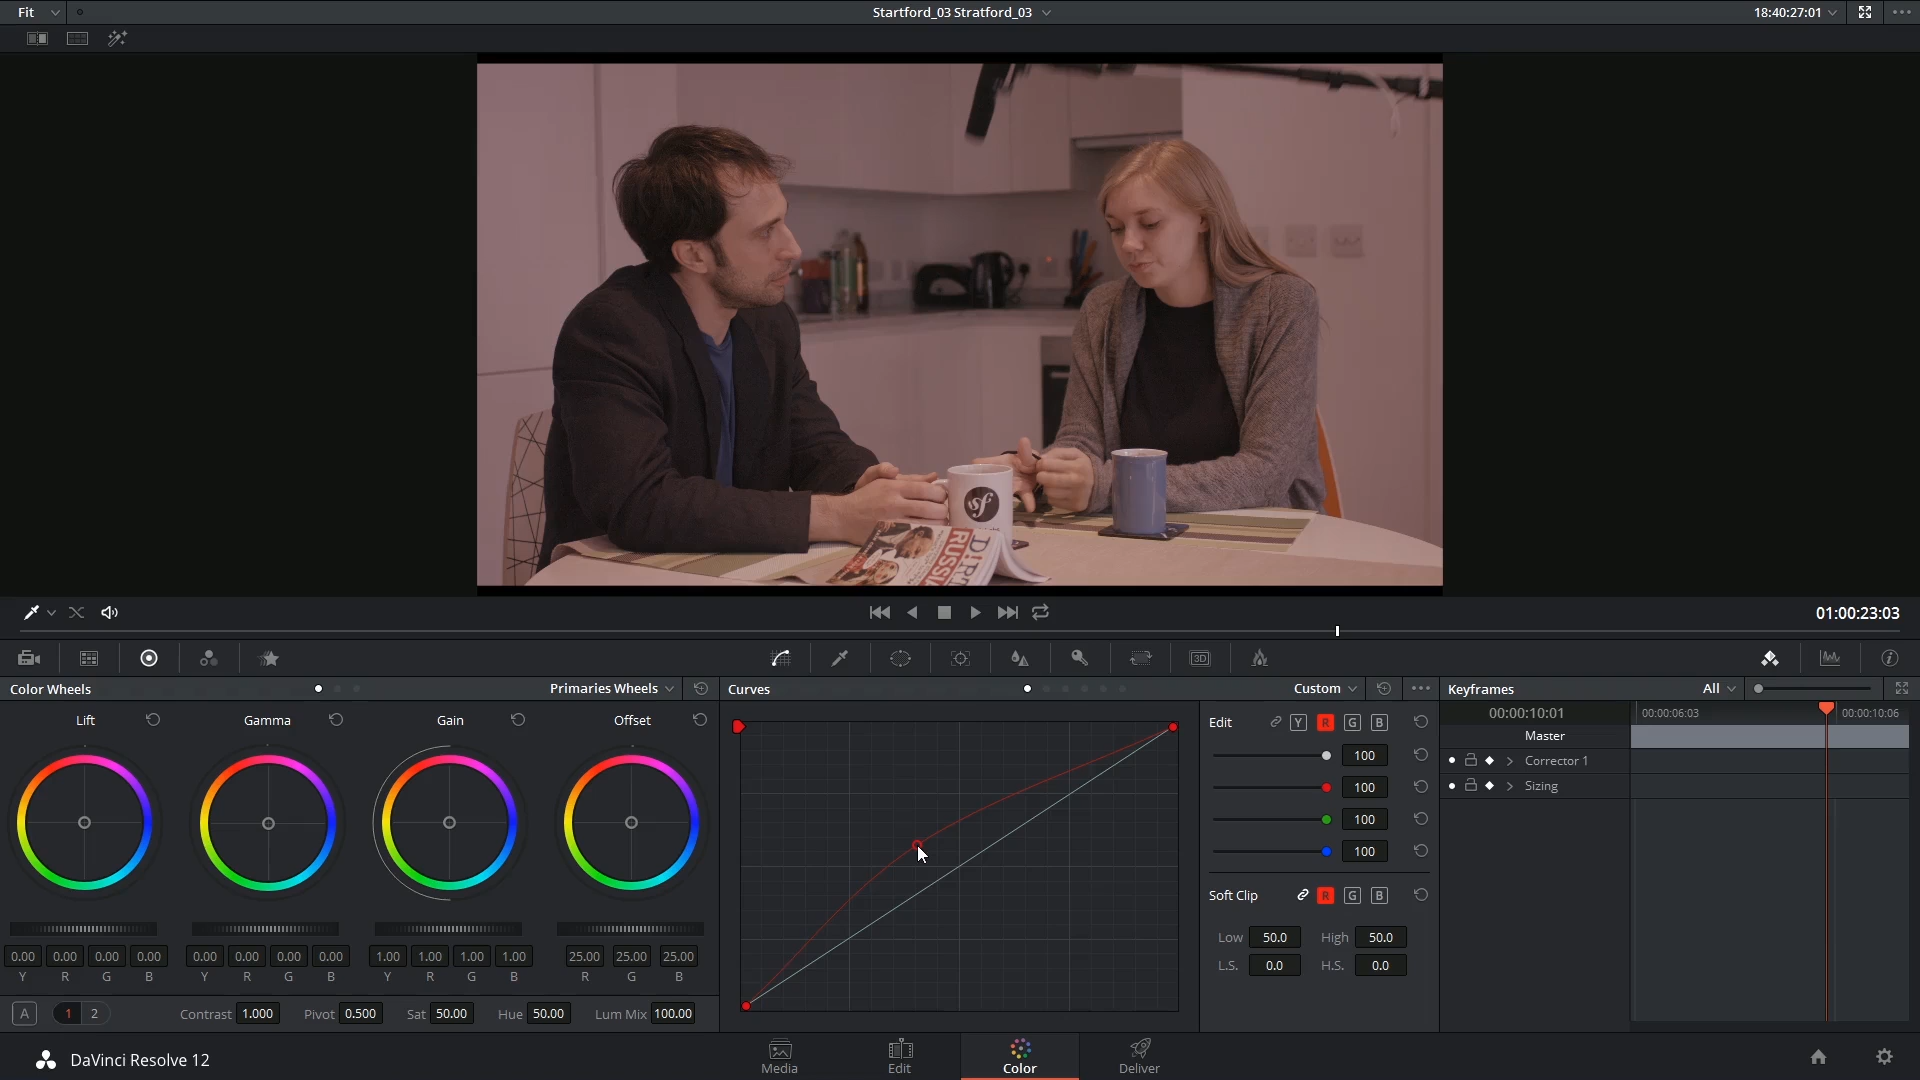 Fit
Startford_03 Stratford_03
18:40:27:01
sf
RUSSIA
DIRT
01:00:23:03
3D
Color Wheels
Primaries Wheels
Curves
Custom
Keyframes
All
Lift
Gamma
Gain
Offset
Edit
Y R G B
00:00:10:01
00:00:06:03
00:00:10:06
Master
100
Corrector 1
100
Sizing
100
100
Soft Clip
R G B
Low 50.0 High 50.0
L.S. 0.0 H.S. 0.0
0.00 0.00 0.00 0.00
0.00 0.00 0.00 0.00
1.00 1.00 1.00 1.00
25.00 25.00 25.00
Y R G B
Y R G B
Y R G B
R G B
A 1 2 Contrast 1.000 Pivot 0.500 Sat 50.00 Hue 50.00 Lum Mix 100.00
DaVinci Resolve 12
Media
Edit
Color
Deliver